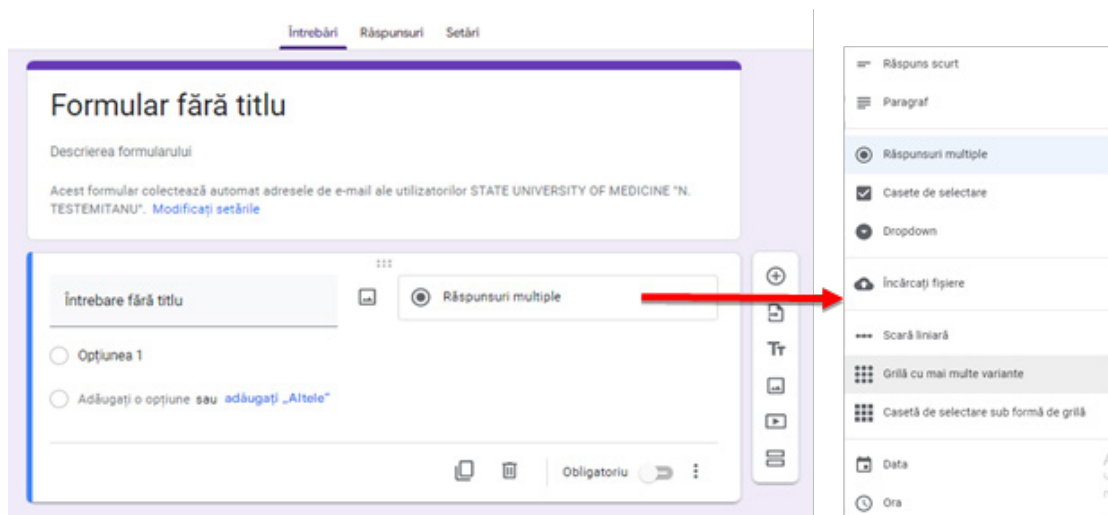 Întrebări Răspunsuri Setări
Formular fără titlu
Descrierea formularului
Acest formular colectează automat adresele de e-mail ale utilizatorilor STATE UNIVERSITY OF MEDICINE "N.
TESTEMITANU". Modificați setările
Întrebare fără titlu
Răspunsuri multiple
Opțiunea 1
Adăugați o opțiune sau adăugați „Altele”
Obligatoriu
Tт
Răspuns scurt
Paragraf
Răspunsuri multiple
Casete de selectare
Dropdown
Încărcați fișiere
Scară liniară
Grilă cu mai multe variante
Casetă de selectare sub formă de grilă
Data
Ora